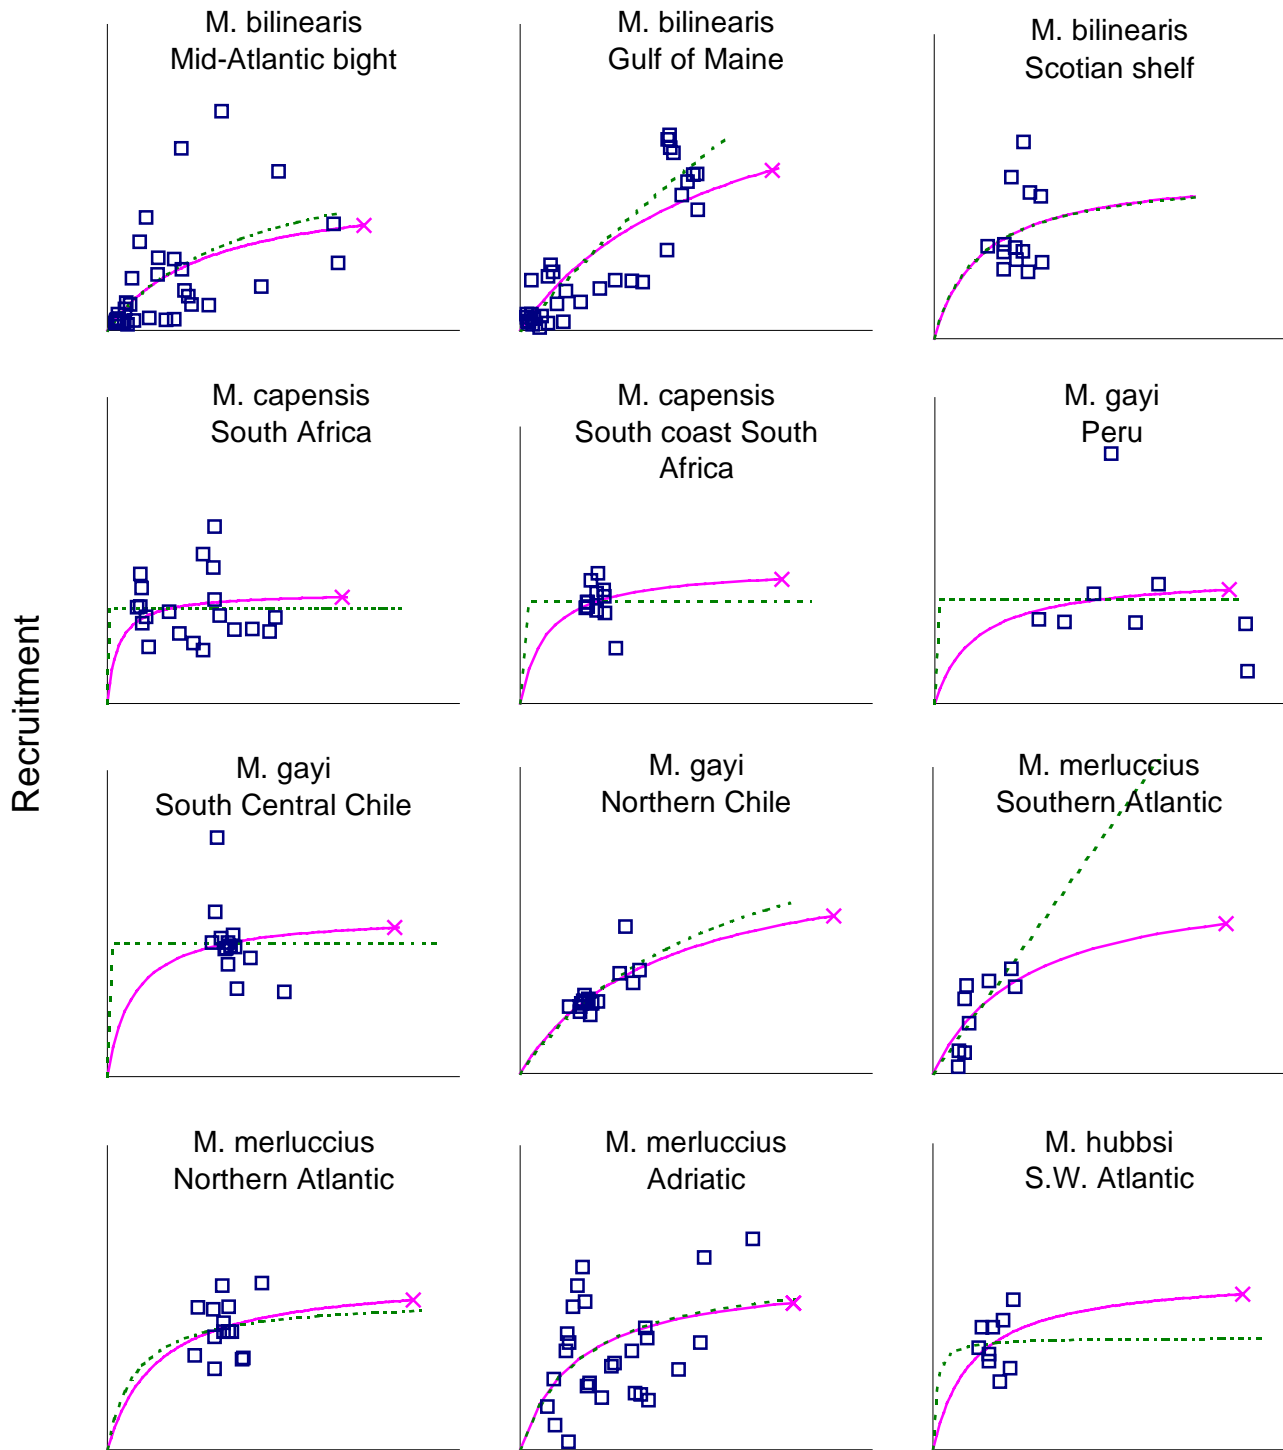 M. bilinearis
Mid-Atlantic bight
M. bilinearis
Gulf of Maine
M. bilinearis
Scotian shelf
M. capensis
South Africa
M. capensis
South coast South
Africa
M. gayi
Peru
Recruitment
M. gayi
South Central Chile
M. gayi
Northern Chile
M. merluccius
Southern Atlantic
M. merluccius
Northern Atlantic
M. merluccius
Adriatic
M. hubbsi
S.W. Atlantic